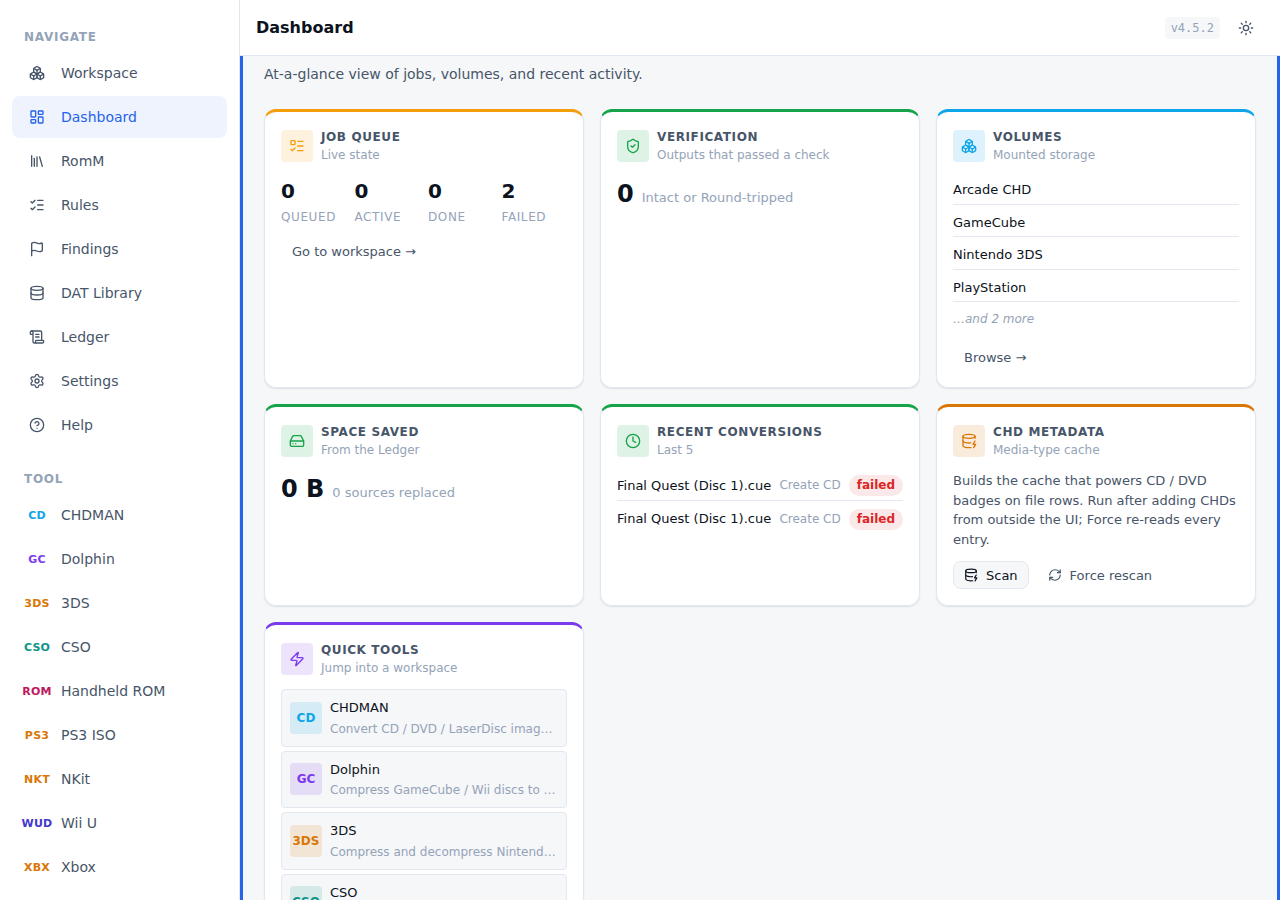 NAVIGATE
Workspace
Dashboard
RomM
Rules
Findings
DAT Library
Ledger
Settings
Help
TOOL
CD CHDMAN
GC Dolphin
3DS 3DS
CSO CSO
ROM Handheld ROM
PS3 PS3 ISO
NKT NKit
WUD Wii U
XBX Xbox
Dashboard
v4.5.2
At-a-glance view of jobs, volumes, and recent activity.
JOB QUEUE
Live state
0 0 0 2
QUEUED ACTIVE DONE FAILED
Go to workspace →
VERIFICATION
Outputs that passed a check
0 Intact or Round-tripped
VOLUMES
Mounted storage
Arcade CHD
GameCube
Nintendo 3DS
PlayStation
…and 2 more
Browse →
SPACE SAVED
From the Ledger
0 B 0 sources replaced
RECENT CONVERSIONS
Last 5
Final Quest (Disc 1).cue Create CD failed
Final Quest (Disc 1).cue Create CD failed
CHD METADATA
Media-type cache
Builds the cache that powers CD / DVD
badges on file rows. Run after adding CHDs
from outside the UI; Force re-reads every
entry.
Scan Force rescan
QUICK TOOLS
Jump into a workspace
CD
CHDMAN
Convert CD / DVD / LaserDisc imag…
GC
Dolphin
Compress GameCube / Wii discs to …
3DS
3DS
Compress and decompress Nintend…
CSO
CSO